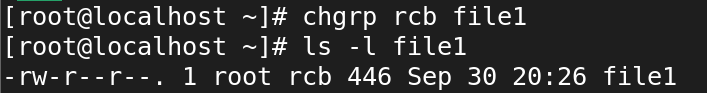 [root@localhost ~]# chgrp rcb file1
[root@localhost ~]# ls -l file1
-rw-r--r--. 1 root rcb 446 Sep 30 20:26 file1